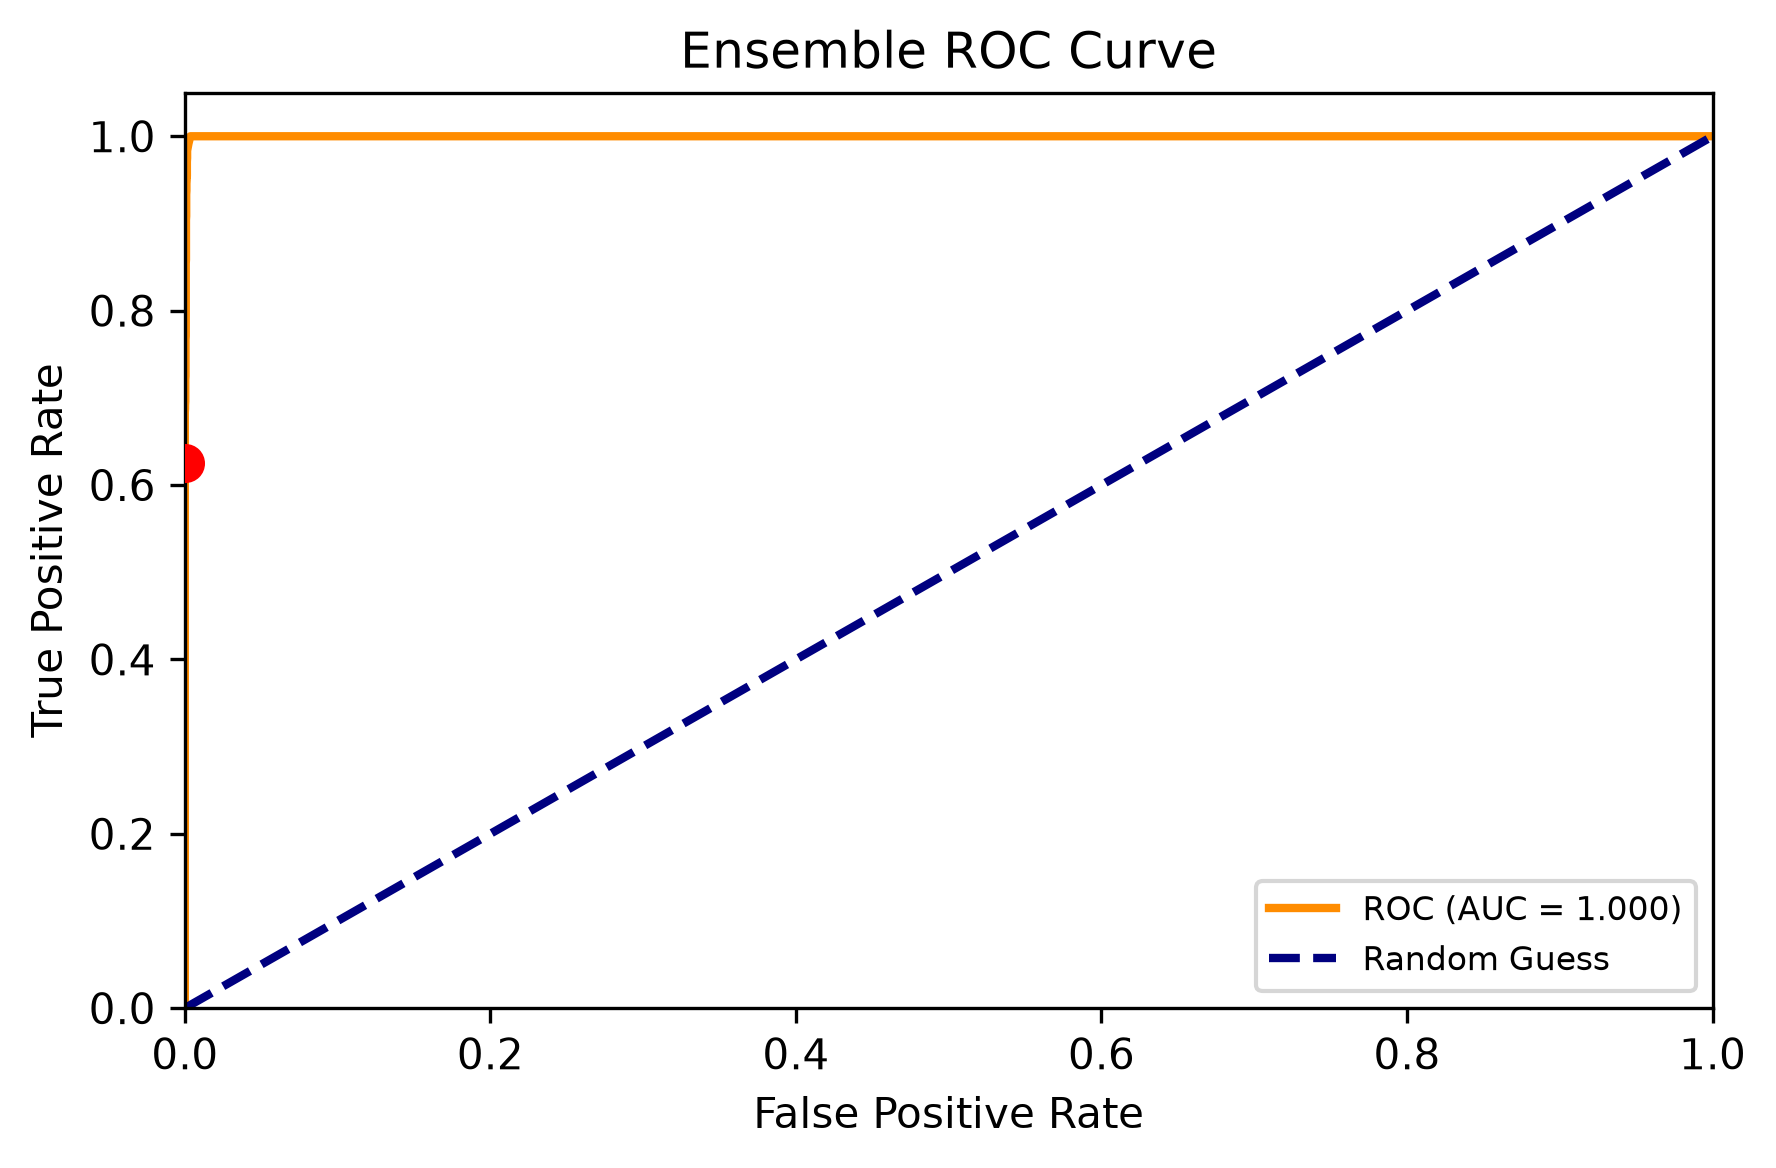 Ensemble ROC Curve
1.0
0.8
0.6
0.4
0.2
0.0
True Positive Rate
0.0 0.2 0.4 0.6 0.8 1.0
False Positive Rate
ROC (AUC = 1.000)
Random Guess